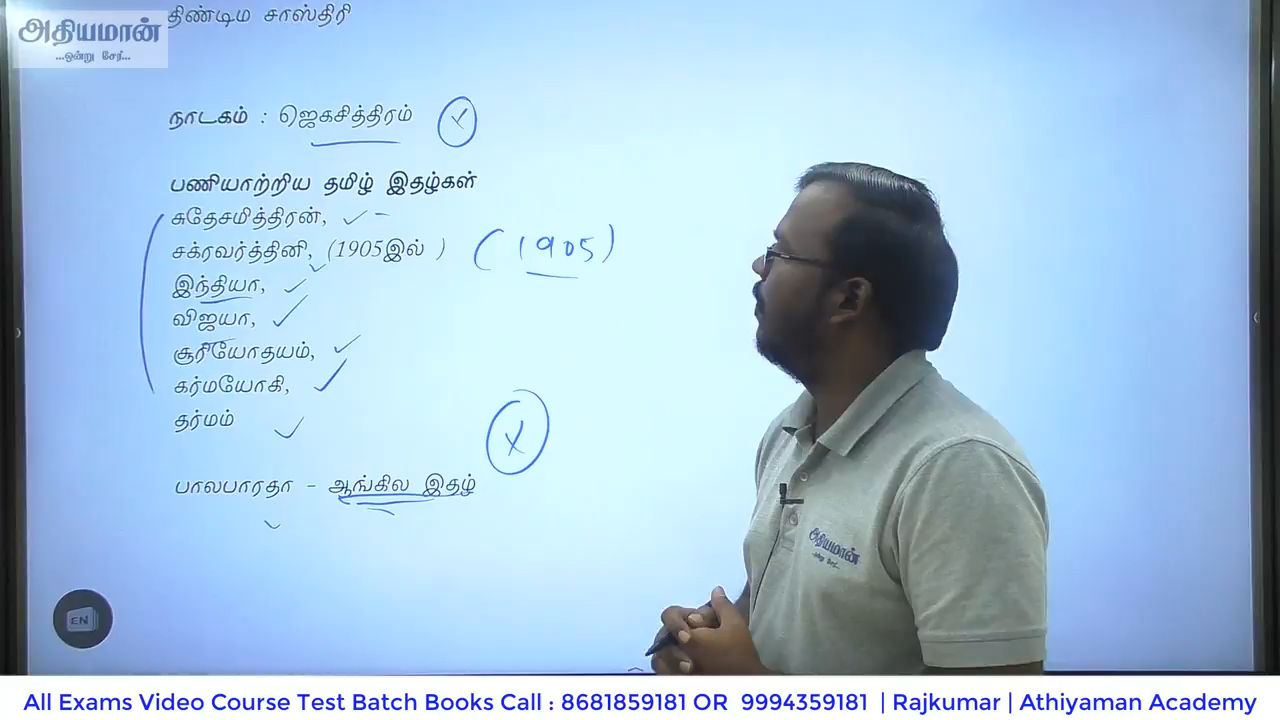 அதியமான்
...ஒன்று சேர்...
திண்டிம சாஸ்திரி
நாடகம் : ஜெகசித்திரம்
பணியாற்றிய தமிழ் இதழ்கள்
சுதேசமித்திரன்,
சக்ரவர்த்தினி, (1905இல் ) (1905)
இந்தியா,
விஜயா,
சூரியோதயம்,
கர்மயோகி,
தர்மம்
பாலபாரதா - ஆங்கில இதழ்
அதியமான்
EN
All Exams Video Course Test Batch Books Call : 8681859181 OR 9994359181 | Rajkumar | Athiyaman Academy